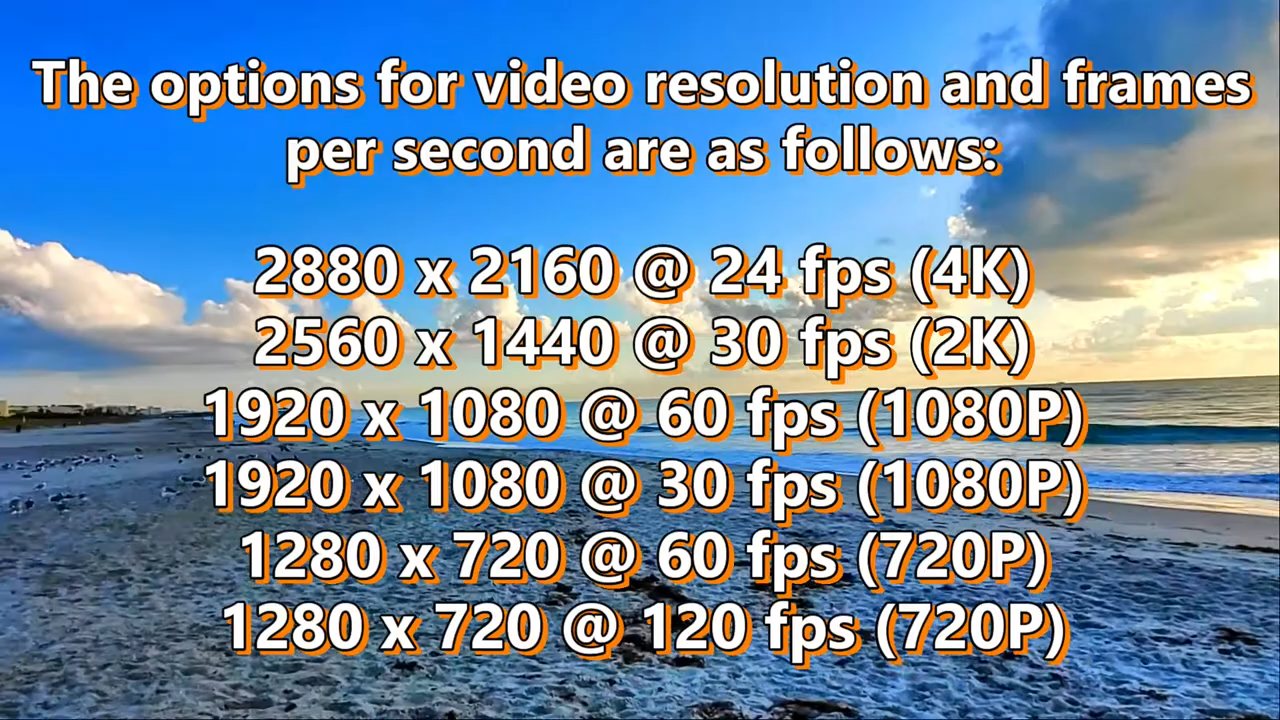 The options for video resolution and frames
per second are as follows:
2880 x 2160 @ 24 fps (4K)
2560 x 1440 @ 30 fps (2K)
1920 x 1080 @ 60 fps (1080P)
1920 x 1080 @ 30 fps (1080P)
1280 x 720 @ 60 fps (720P)
1280 x 720 @ 120 fps (720P)